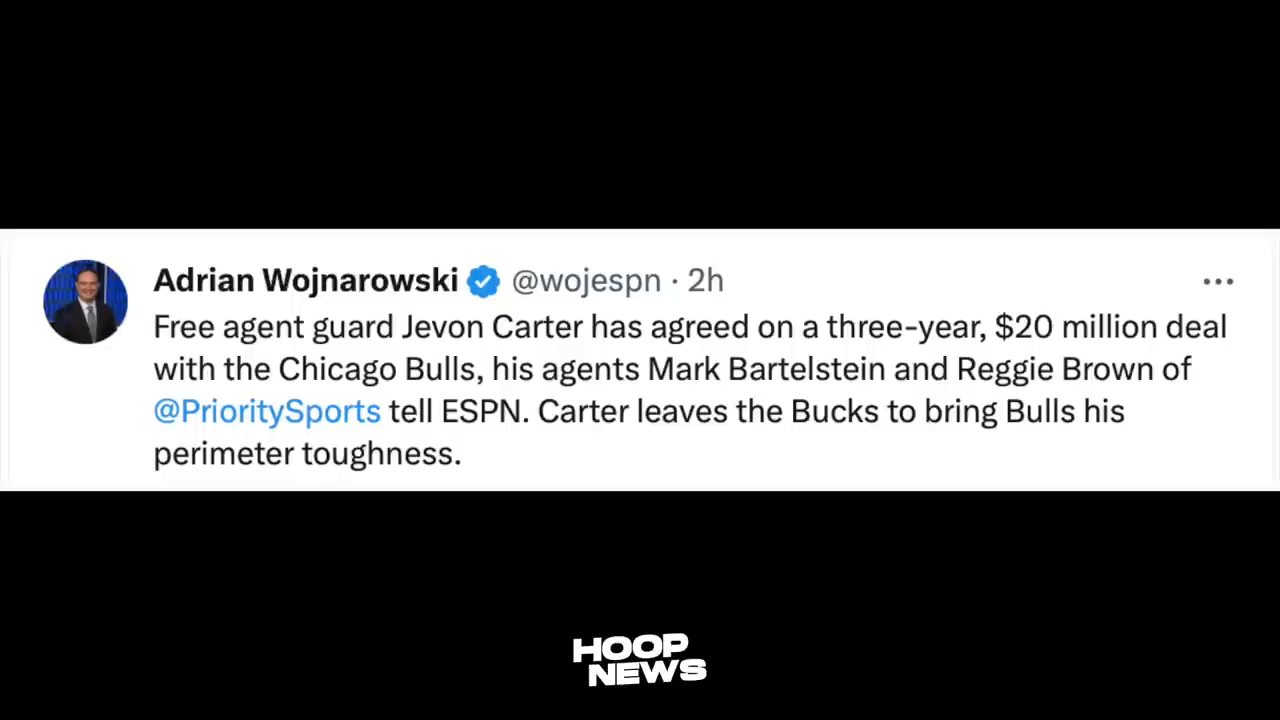 Adrian Wojnarowski @wojespn · 2h
Free agent guard Jevon Carter has agreed on a three-year, $20 million deal
with the Chicago Bulls, his agents Mark Bartelstein and Reggie Brown of
@PrioritySports tell ESPN. Carter leaves the Bucks to bring Bulls his
perimeter toughness.
HOOP
NEWS